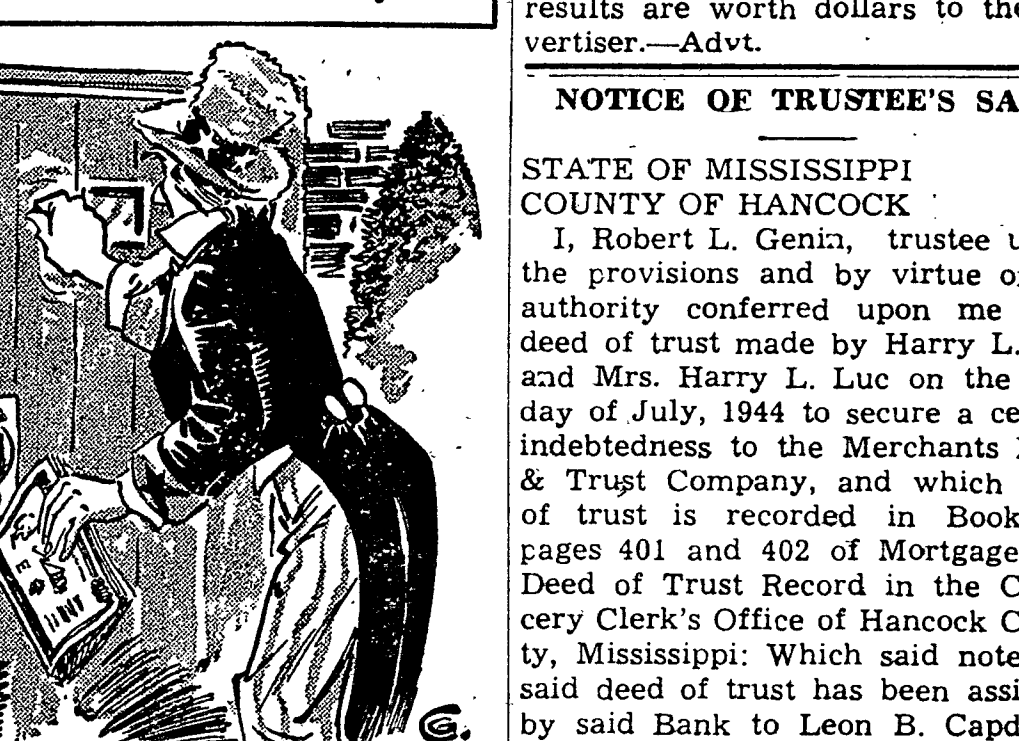 results are worth dollars to the
vertiser.—Advt.
NOTICE OF TRUSTEE'S SA
STATE OF MISSISSIPPI
COUNTY OF HANCOCK
I, Robert L. Genin, trustee u
the provisions and by virtue of
authority conferred upon me
deed of trust made by Harry L.
and Mrs. Harry L. Luc on the
day of July, 1944 to secure a ce
indebtedness to the Merchants
& Trust Company, and which
of trust is recorded in Book
pages 401 and 402 of Mortgage
Deed of Trust Record in the C
cery Clerk's Office of Hancock C
ty, Mississippi: Which said note
said deed of trust has been assi
by said Bank to Leon B. Capd
G.